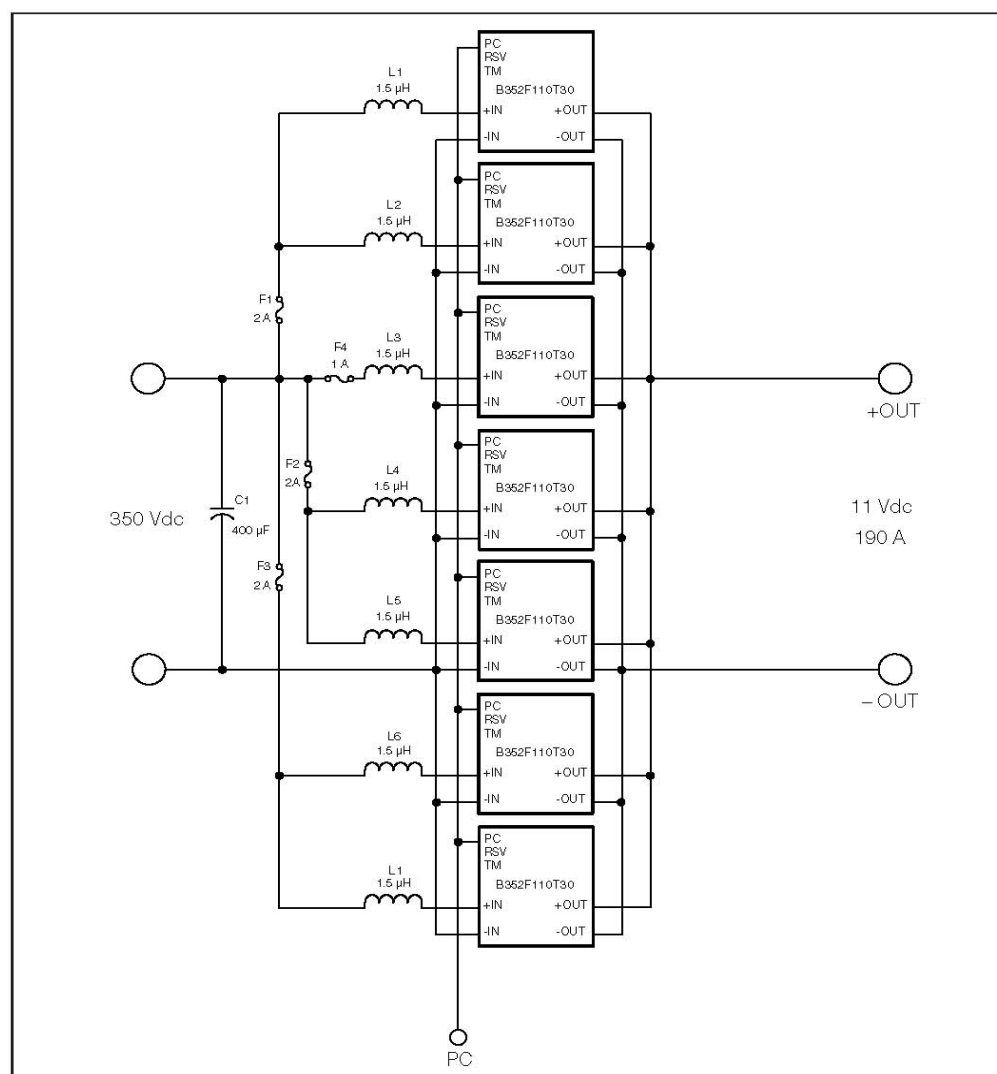 PC
RSV
TM
L1
1.5 µH
B352F110T30
+IN
+OUT
-IN
-OUT
PC
RSV
TM
L2
1.5 µH
B352F110T30
+IN
+OUT
-IN
-OUT
F1
2 A
PC
RSV
TM
F4
1 A
L3
1.5 µH
B352F110T30
+IN
+OUT
-IN
-OUT
+OUT
PC
RSV
TM
F2
2A
L4
1.5 µH
B352F110T30
+IN
+OUT
-IN
-OUT
350 Vdc
C1
400 µF
11 Vdc
190 A
F3
2 A
PC
RSV
TM
L5
1.5 µH
B352F110T30
+IN
+OUT
-IN
-OUT
– OUT
PC
RSV
TM
L6
1.5 µH
B352F110T30
+IN
+OUT
-IN
-OUT
PC
RSV
TM
L1
1.5 µH
B352F110T30
+IN
+OUT
-IN
-OUT
PC